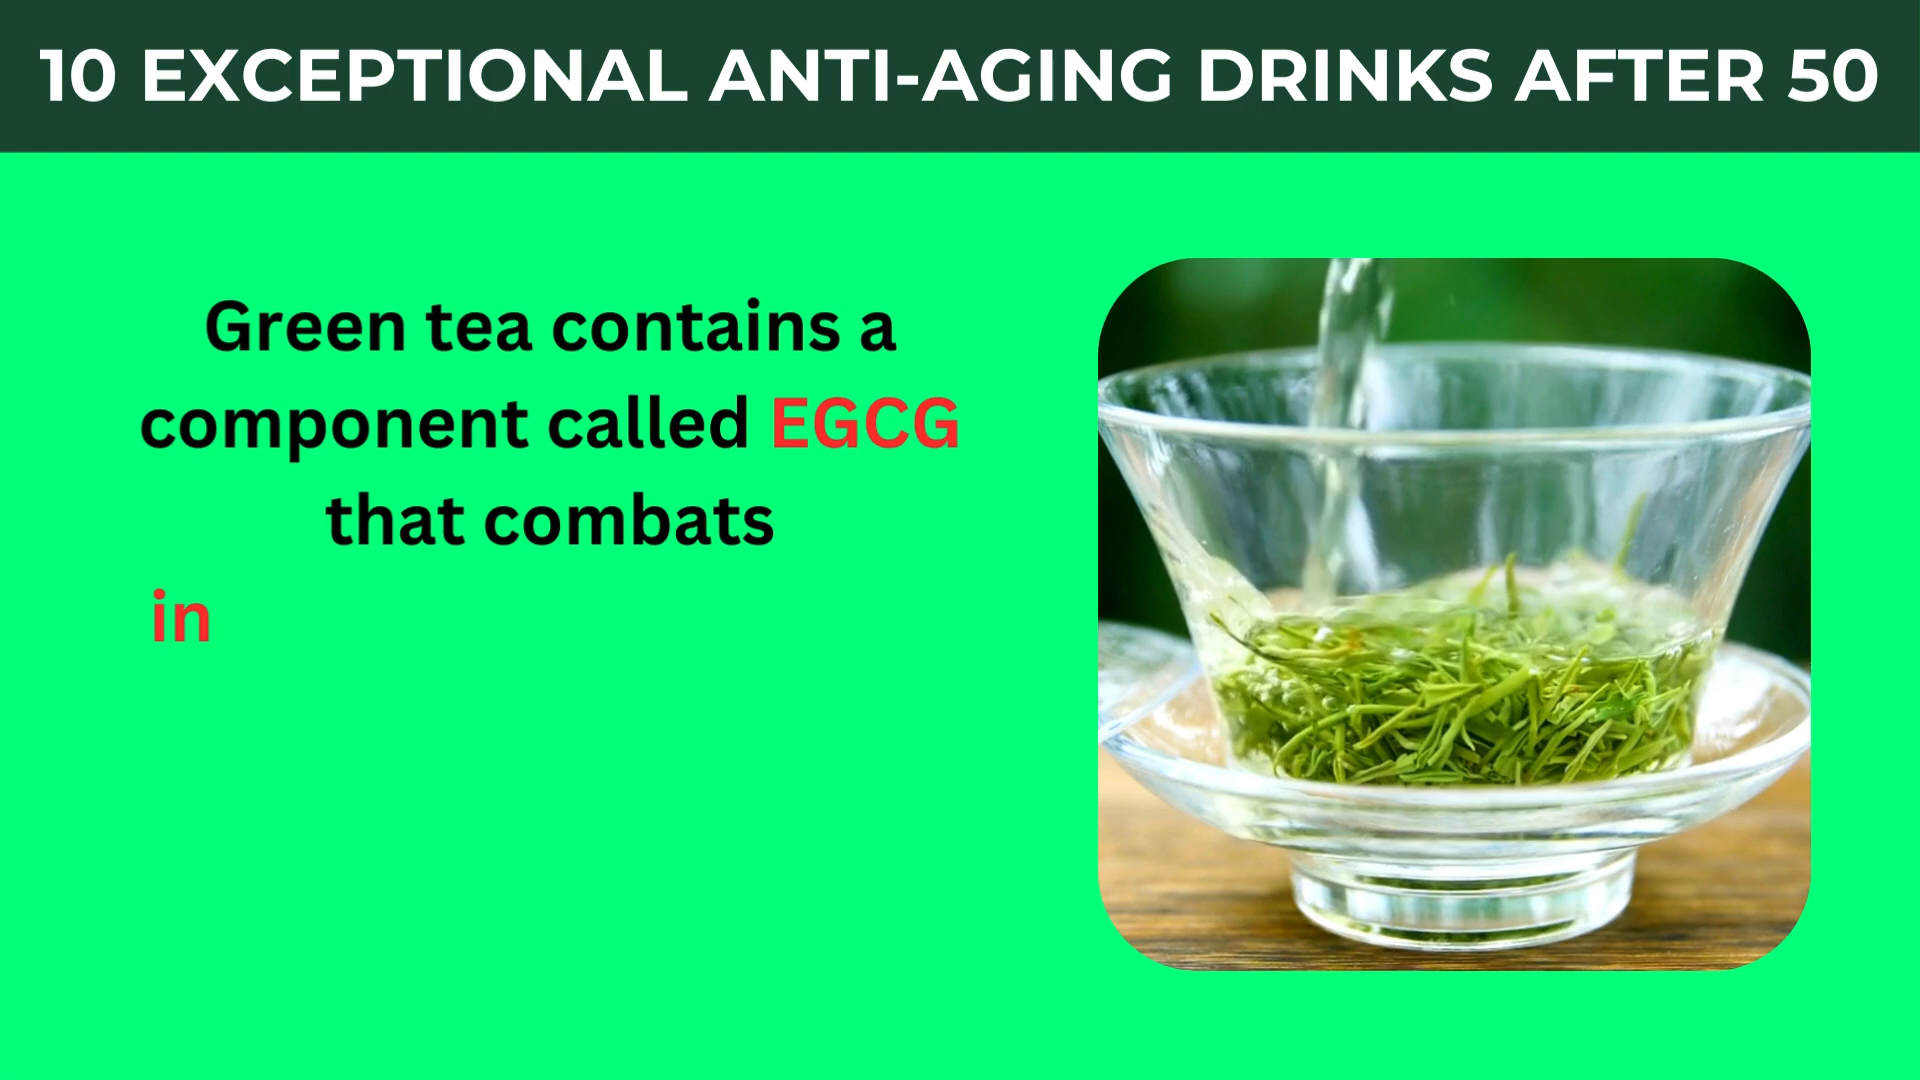 10 EXCEPTIONAL ANTI-AGING DRINKS AFTER 50
Green tea contains a
component called EGCG
that combats
in